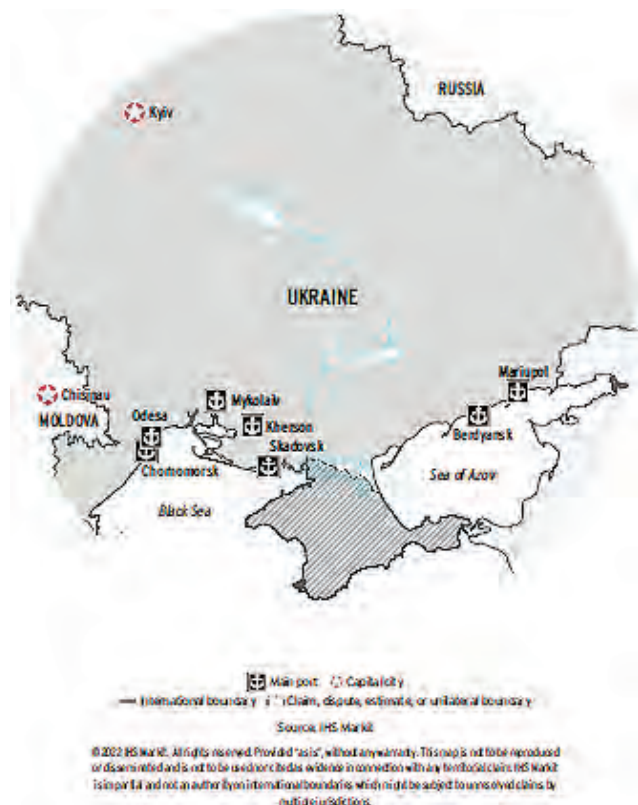 RUSSIA
Kyiv
UKRAINE
Mariupol
Chisinau
Mykolaiv
MOLDOVA
Odesa
Kherson
Berdyansk
Skadovsk
Sea of Azov
Chornomorsk
Black Sea
Main port Capital city
International boundary Claim, dispute, estimate, or unilateral boundary
Source: IHS Markit
© 2022 IHS Markit. All rights reserved. Provided "as is", without any warranty. This map is not to be reproduced
or disseminated and is not to be used nor cited as evidence in connection with any territorial claim. IHS Markit
is impartial and not an authority on international boundaries which might be subject to unresolved claims by
multiple jurisdictions.